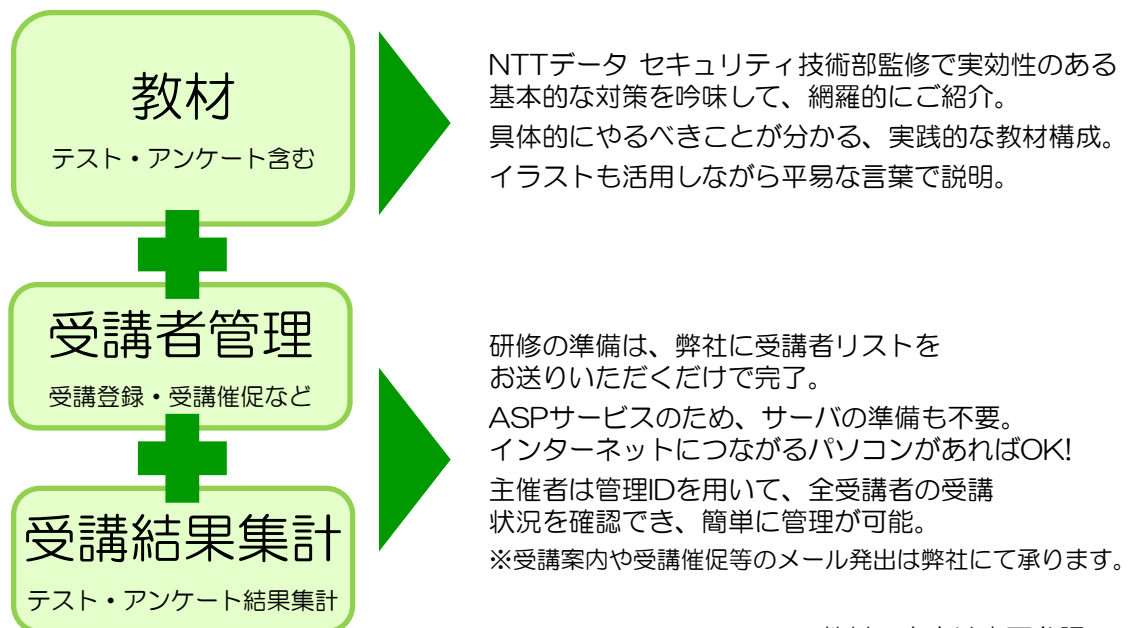 教材
テスト・アンケート含む
NTTデータ セキュリティ技術部監修で実効性のある
基本的な対策を吟味して、網羅的にご紹介。
具体的にやるべきことが分かる、実践的な教材構成。
イラストも活用しながら平易な言葉で説明。
受講者管理
受講登録・受講催促など
受講結果集計
テスト・アンケート結果集計
研修の準備は、弊社に受講者リストを
お送りいただくだけで完了。
ASPサービスのため、サーバの準備も不要。
インターネットにつながるパソコンがあればOK!
主催者は管理IDを用いて、全受講者の受講
状況を確認でき、簡単に管理が可能。
※受講案内や受講催促等のメール発出は弊社にて承ります。